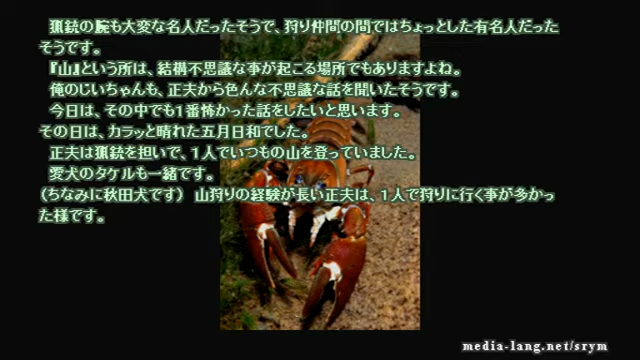 猟銃の腕も大変な名人だったそうで、狩り仲間の間ではちょっとした有名人だった
そうです。
『山』という所は、結構不思議な事が起こる場所でもありますよね。
俺のじいちゃんも、正夫から色んな不思議な話を聞いたそうです。
今日は、その中でも１番怖かった話をしたいと思います。
その日は、カラッと晴れた五月日和でした。
正夫は猟銃を担いで、１人でいつもの山を登っていました。
愛犬のタケルも一緒です。
（ちなみに秋田犬です）　山狩りの経験が長い正夫は、１人で狩りに行く事が多かっ
た様です。
media-lang.net/srym